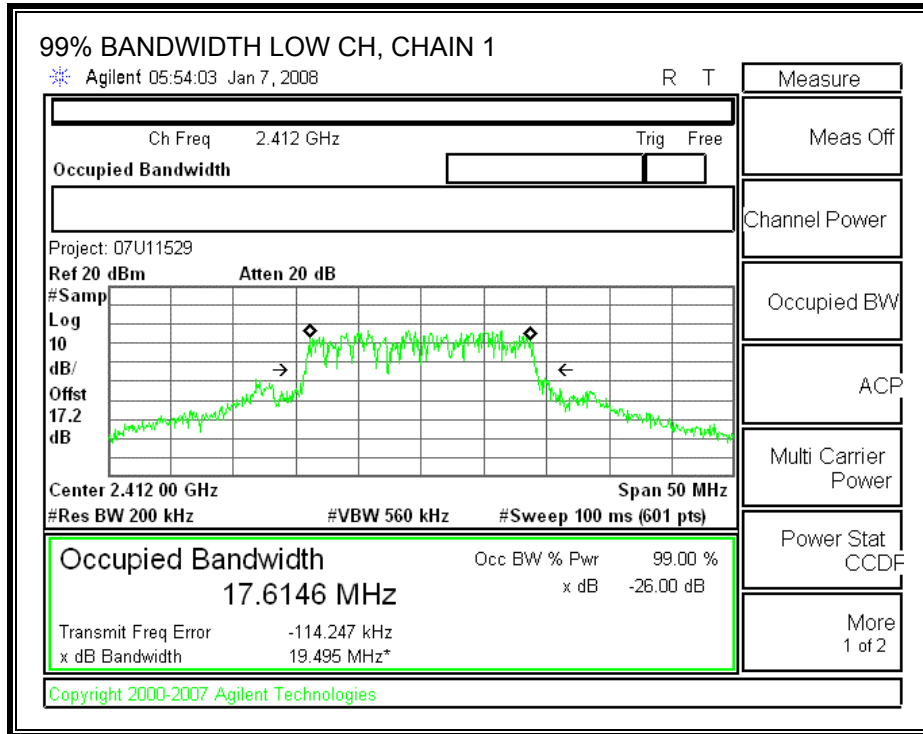 99% BANDWIDTH LOW CH, CHAIN 1
Agilent 05:54:03 Jan 7, 2008 R T
Measure
Ch Freq 2.412 GHz Trig Free
Meas Off
Occupied Bandwidth
Channel Power
Project: 07U11529
Ref 20 dBm Atten 20 dB
#Samp
Log
10
dB/
Offst
17.2
dB
Occupied BW
ACP
Center 2.412 00 GHz Span 50 MHz
#Res BW 200 kHz #VBW 560 kHz #Sweep 100 ms (601 pts)
Multi Carrier
Power
Occupied Bandwidth Occ BW % Pwr 99.00 %
17.6146 MHz x dB -26.00 dB
Power Stat
CCDF
Transmit Freq Error -114.247 kHz
x dB Bandwidth 19.495 MHz*
More
1 of 2
Copyright 2000-2007 Agilent Technologies